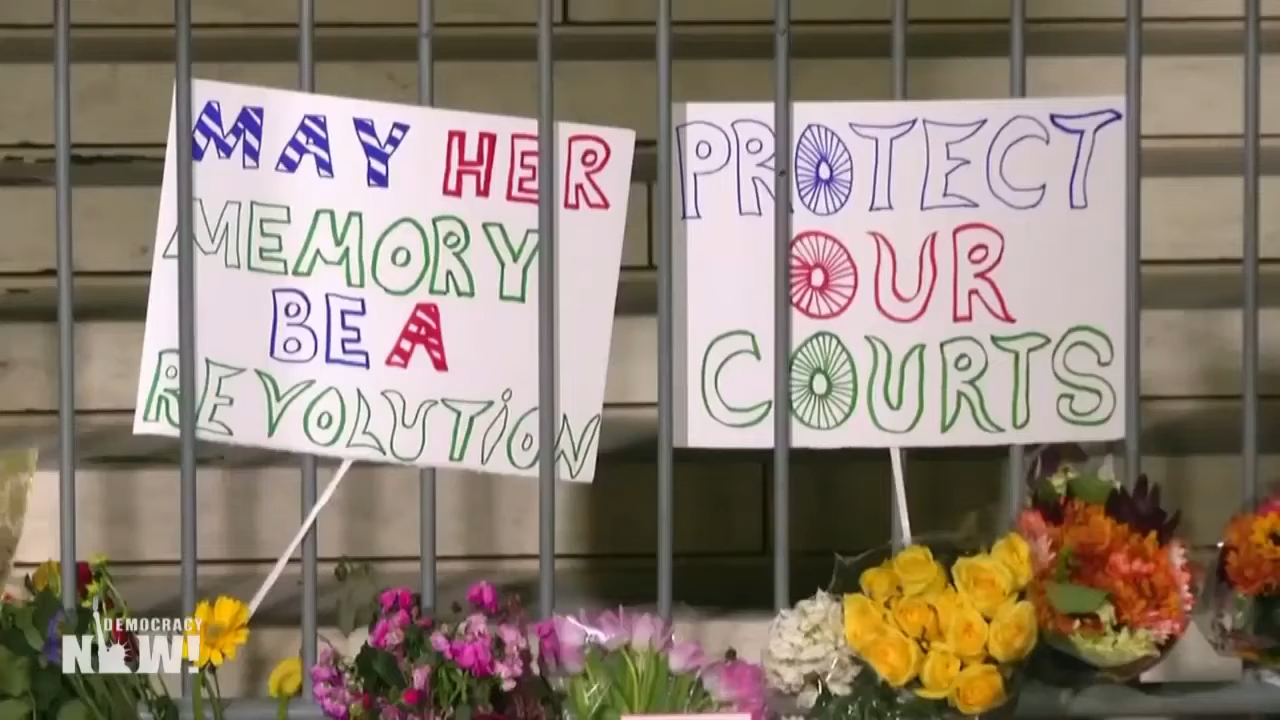 MAY HER
MEMORY
BE A
REVOLUTiON
PROTECT
OUR
COURTS
DEMOCRACY
NOW!